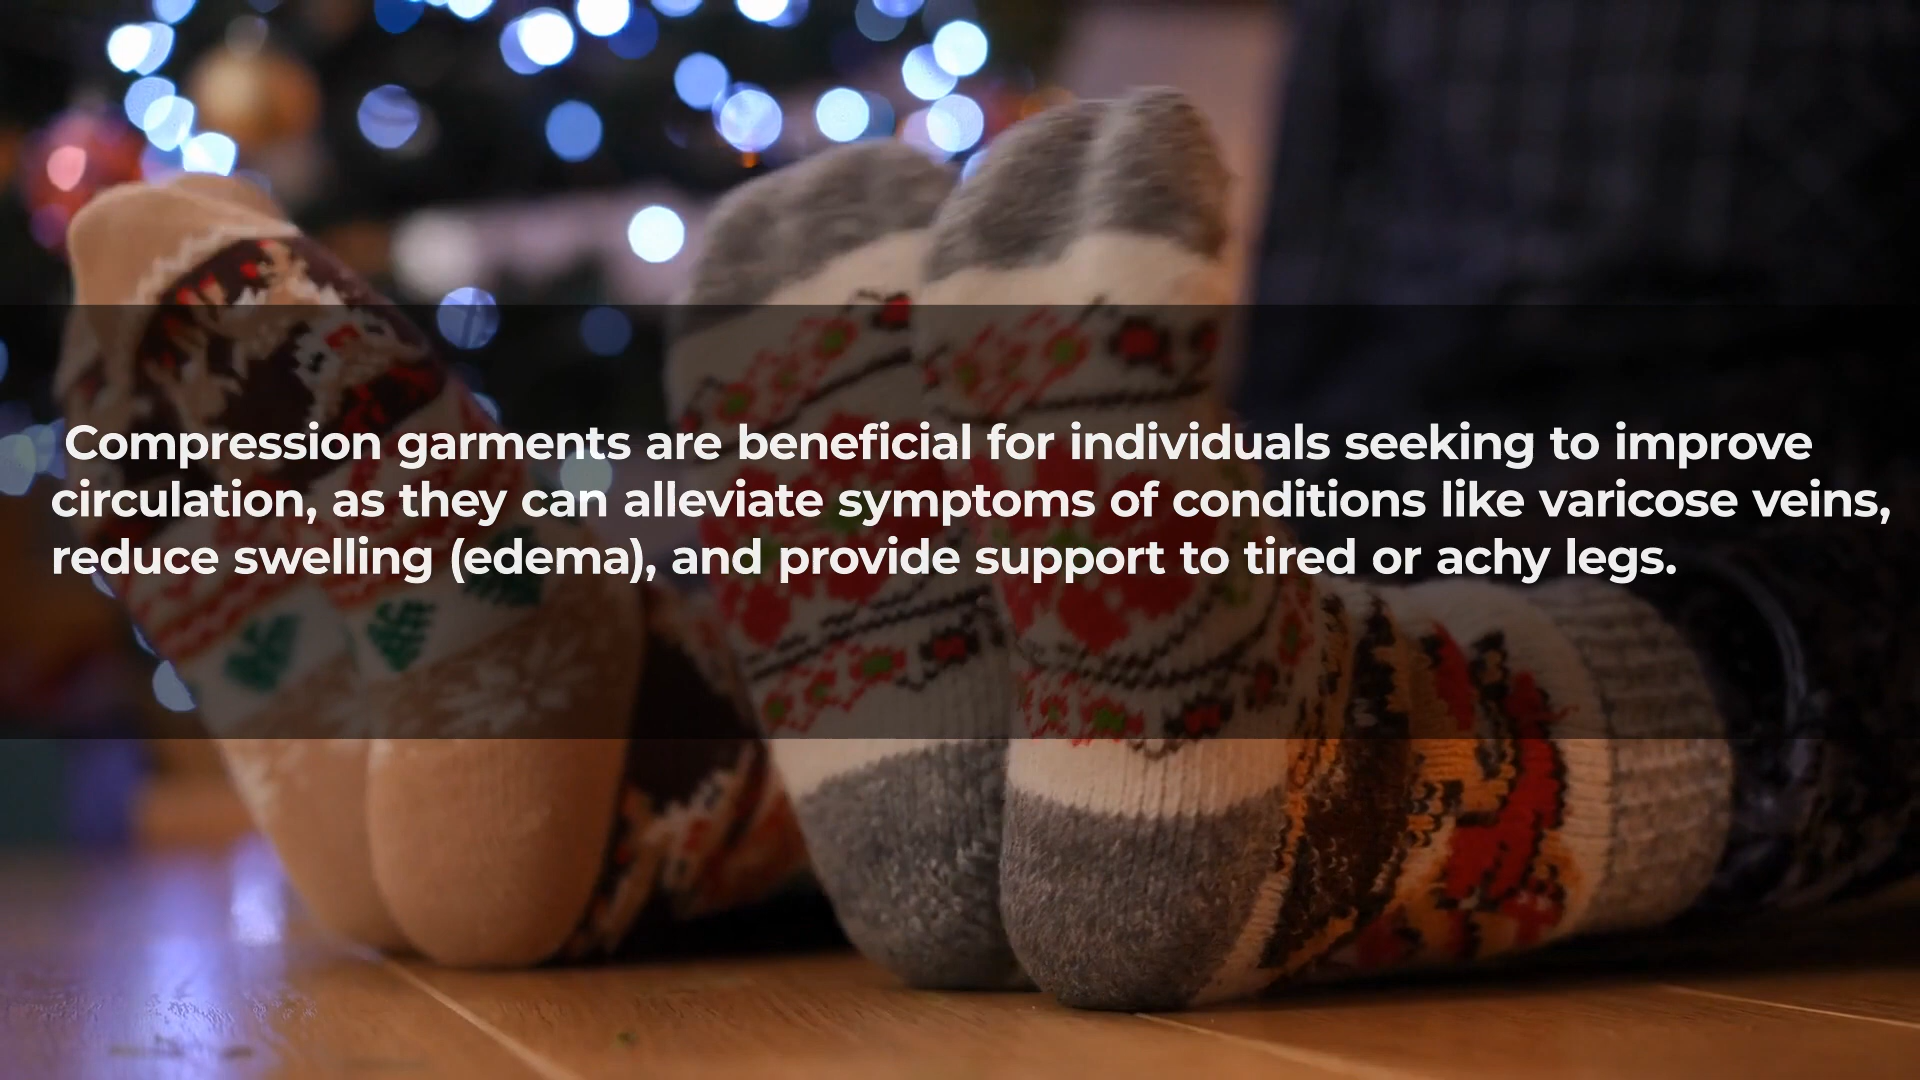 Compression garments are beneficial for individuals seeking to improve
circulation, as they can alleviate symptoms of conditions like varicose veins,
reduce swelling (edema), and provide support to tired or achy legs.